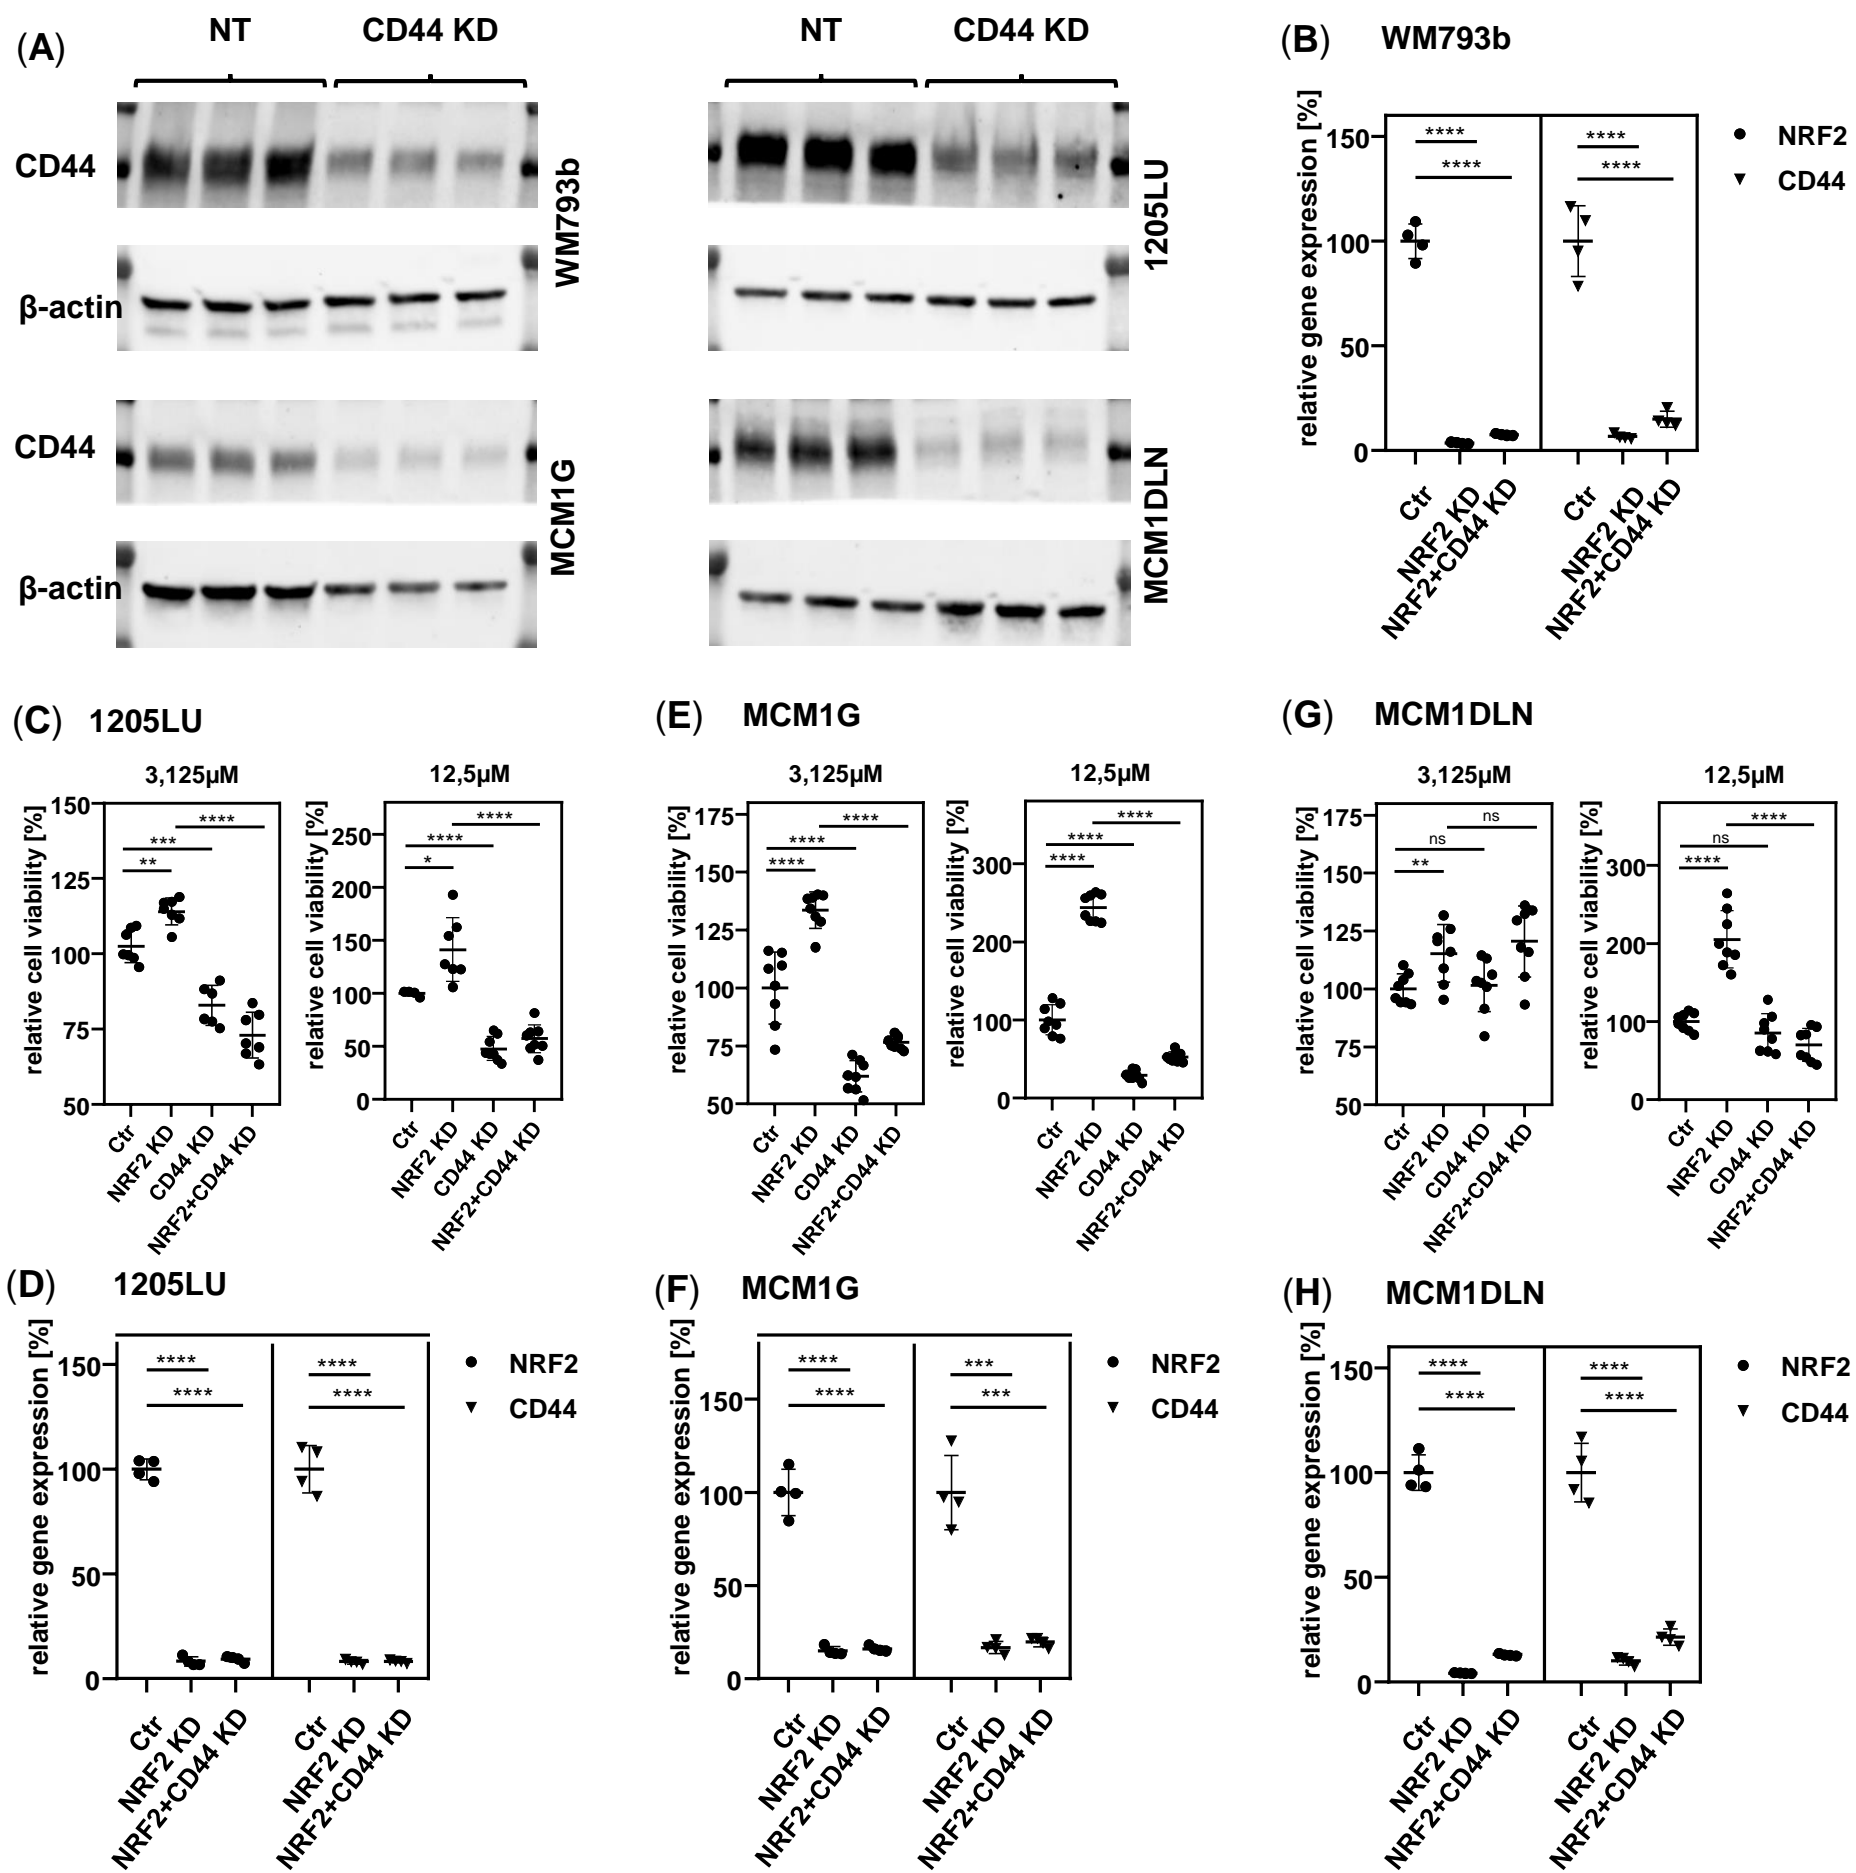 (A)
NT
CD44 KD
NT
CD44 KD
CD44
WM793b
1205LU
β-actin
CD44
MCM1G
MCM1DLN
β-actin
(B) WM793b
relative gene expression [%]
150
100
50
0
****
****
****
****
NRF2
CD44
Ctr
NRF2 KD
NRF2+CD44 KD
Ctr
NRF2 KD
NRF2+CD44 KD
(C) 1205LU
3,125µM
relative cell viability [%]
150
125
100
75
50
****
***
**
Ctr
NRF2 KD
CD44 KD
NRF2+CD44 KD
12,5µM
relative cell viability [%]
250
200
150
100
50
0
****
****
*
Ctr
NRF2 KD
CD44 KD
NRF2+CD44 KD
(E) MCM1G
3,125µM
relative cell viability [%]
175
150
125
100
75
50
****
****
****
Ctr
NRF2 KD
CD44 KD
NRF2+CD44 KD
12,5µM
relative cell viability [%]
300
200
100
0
****
****
****
Ctr
NRF2 KD
CD44 KD
NRF2+CD44 KD
(G) MCM1DLN
3,125µM
relative cell viability [%]
175
150
125
100
75
50
ns
ns
**
Ctr
NRF2 KD
CD44 KD
NRF2+CD44 KD
12,5µM
relative cell viability [%]
300
200
100
0
****
ns
****
Ctr
NRF2 KD
CD44 KD
NRF2+CD44 KD
(D) 1205LU
relative gene expression [%]
150
100
50
0
****
****
****
****
NRF2
CD44
Ctr
NRF2 KD
NRF2+CD44 KD
Ctr
NRF2 KD
NRF2+CD44 KD
(F) MCM1G
relative gene expression [%]
150
100
50
0
****
****
***
***
NRF2
CD44
Ctr
NRF2 KD
NRF2+CD44 KD
Ctr
NRF2 KD
NRF2+CD44 KD
(H) MCM1DLN
relative gene expression [%]
150
100
50
0
****
****
****
****
NRF2
CD44
Ctr
NRF2 KD
NRF2+CD44 KD
Ctr
NRF2 KD
NRF2+CD44 KD